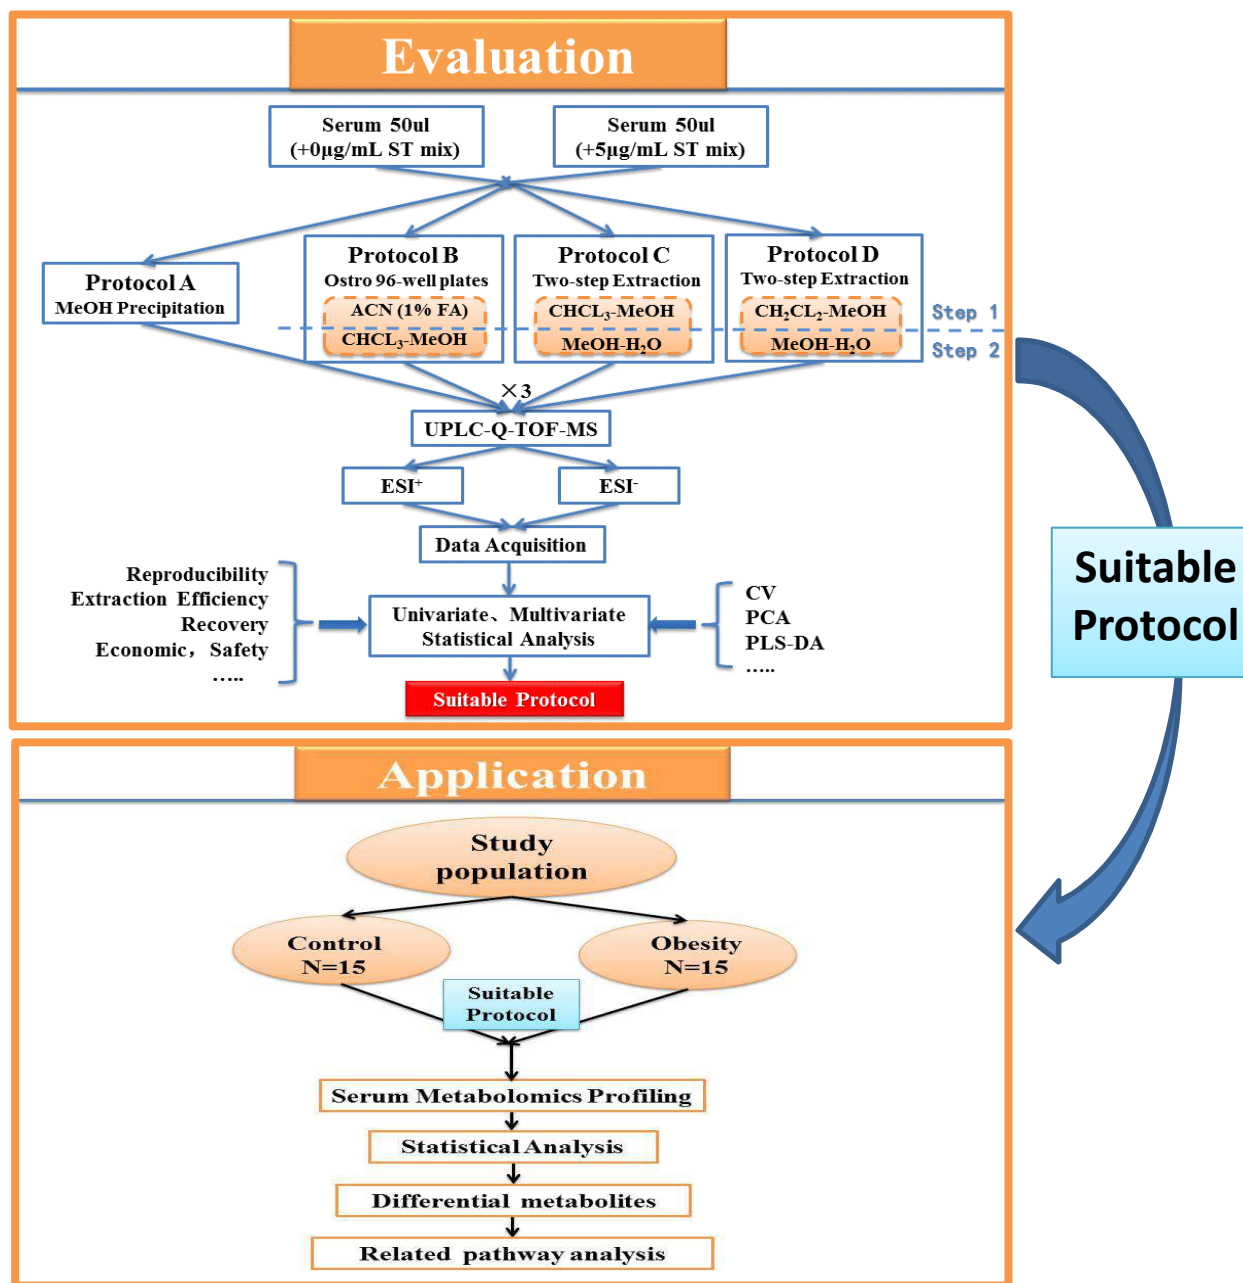 Evaluation
Serum 50ul
(+0μg/mL ST mix)
Serum 50ul
(+5μg/mL ST mix)
Protocol A
MeOH Precipitation
Protocol B
Ostro 96-well plates
ACN (1% FA)
CHCL₃-MeOH
Protocol C
Two-step Extraction
CHCL₃-MeOH
MeOH-H₂O
Protocol D
Two-step Extraction
CH₂CL₂-MeOH
MeOH-H₂O
Step 1
Step 2
×3
UPLC-Q-TOF-MS
ESI⁺
ESI⁻
Data Acquisition
Reproducibility
Extraction Efficiency
Recovery
Economic，Safety
…..
Univariate、Multivariate
Statistical Analysis
CV
PCA
PLS-DA
…..
Suitable Protocol
Suitable
Protocol
Application
Study
population
Control
N=15
Obesity
N=15
Suitable
Protocol
Serum Metabolomics Profiling
Statistical Analysis
Differential metabolites
Related pathway analysis